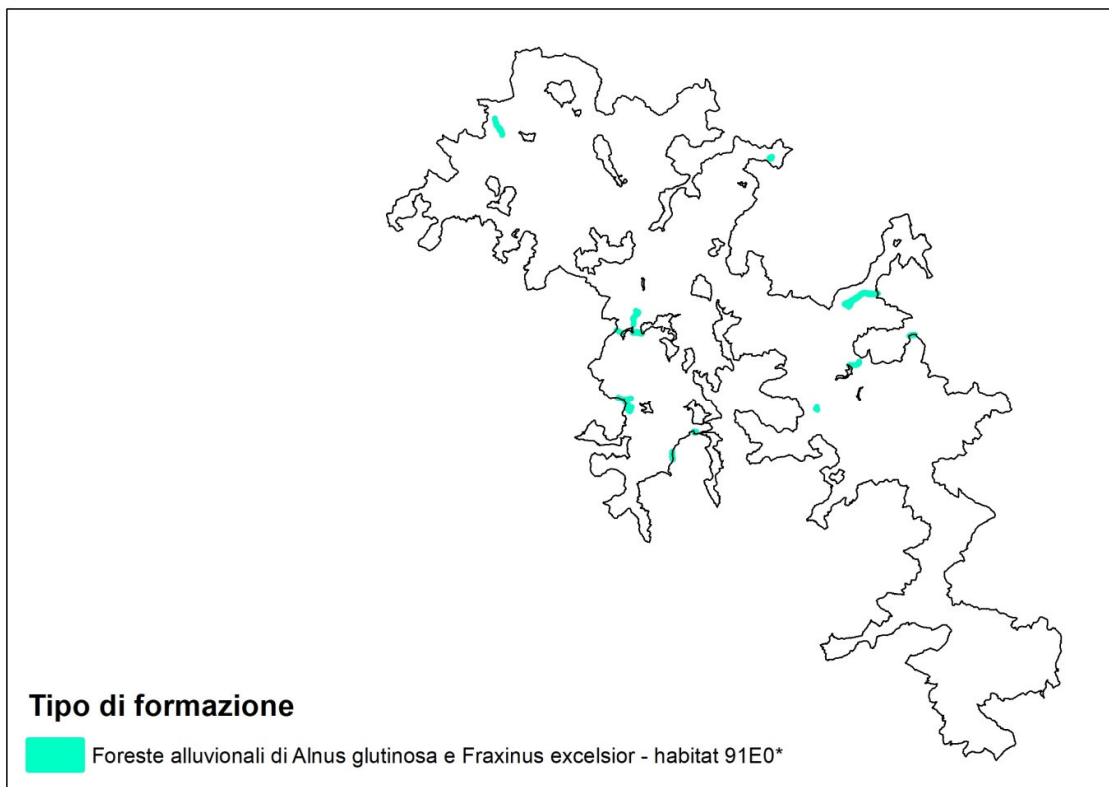 Tipo di formazione
Foreste alluvionali di Alnus glutinosa e Fraxinus excelsior - habitat 91E0*